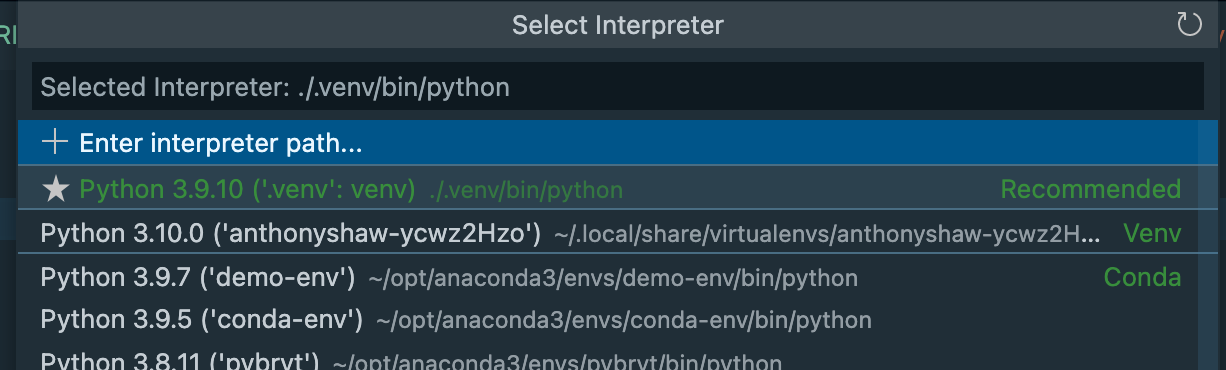 Select Interpreter
Selected Interpreter: ./.venv/bin/python
Enter interpreter path...
Python 3.9.10 ('.venv': venv) ./.venv/bin/python Recommended
Python 3.10.0 ('anthonyshaw-ycwz2Hzo') ~/.local/share/virtualenvs/anthonyshaw-ycwz2H... Venv
Python 3.9.7 ('demo-env') ~/opt/anaconda3/envs/demo-env/bin/python Conda
Python 3.9.5 ('conda-env') ~/opt/anaconda3/envs/conda-env/bin/python
Python 3.8.11 ('pybryt') ~/opt/anaconda3/envs/pybryt/bin/python